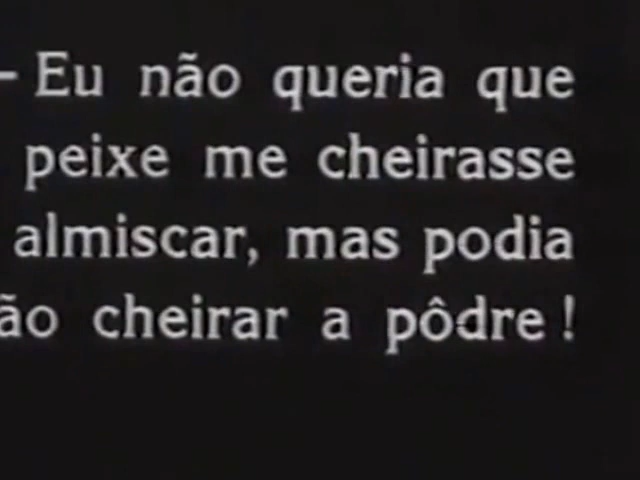 - Eu não queria que
peixe me cheirasse
almiscar, mas podia
ão cheirar a pôdre!